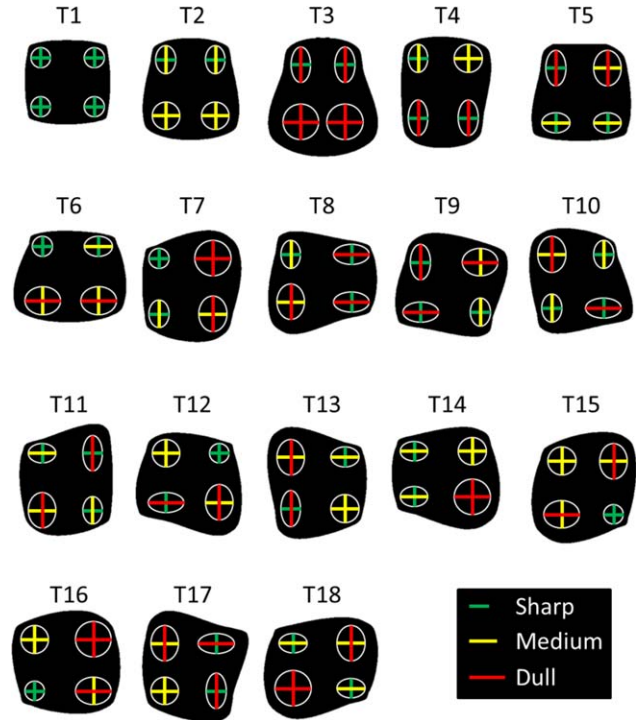 T1 T2 T3 T4 T5
T6 T7 T8 T9 T10
T11 T12 T13 T14 T15
T16 T17 T18
Sharp
Medium
Dull